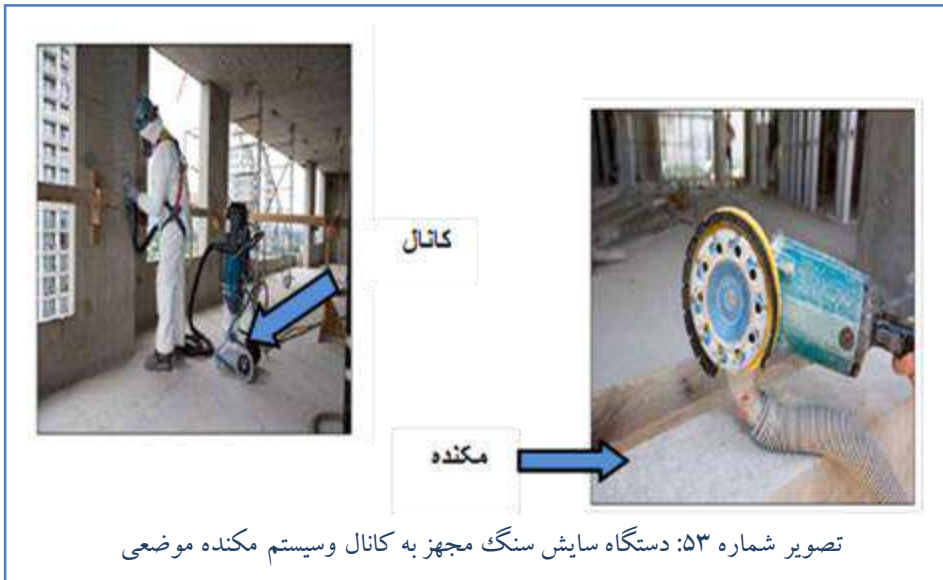 کانال
مکنده
تصویر شماره ۵۳: دستگاه سایش سنگ مجهز به کانال وسیستم مکنده موضعی